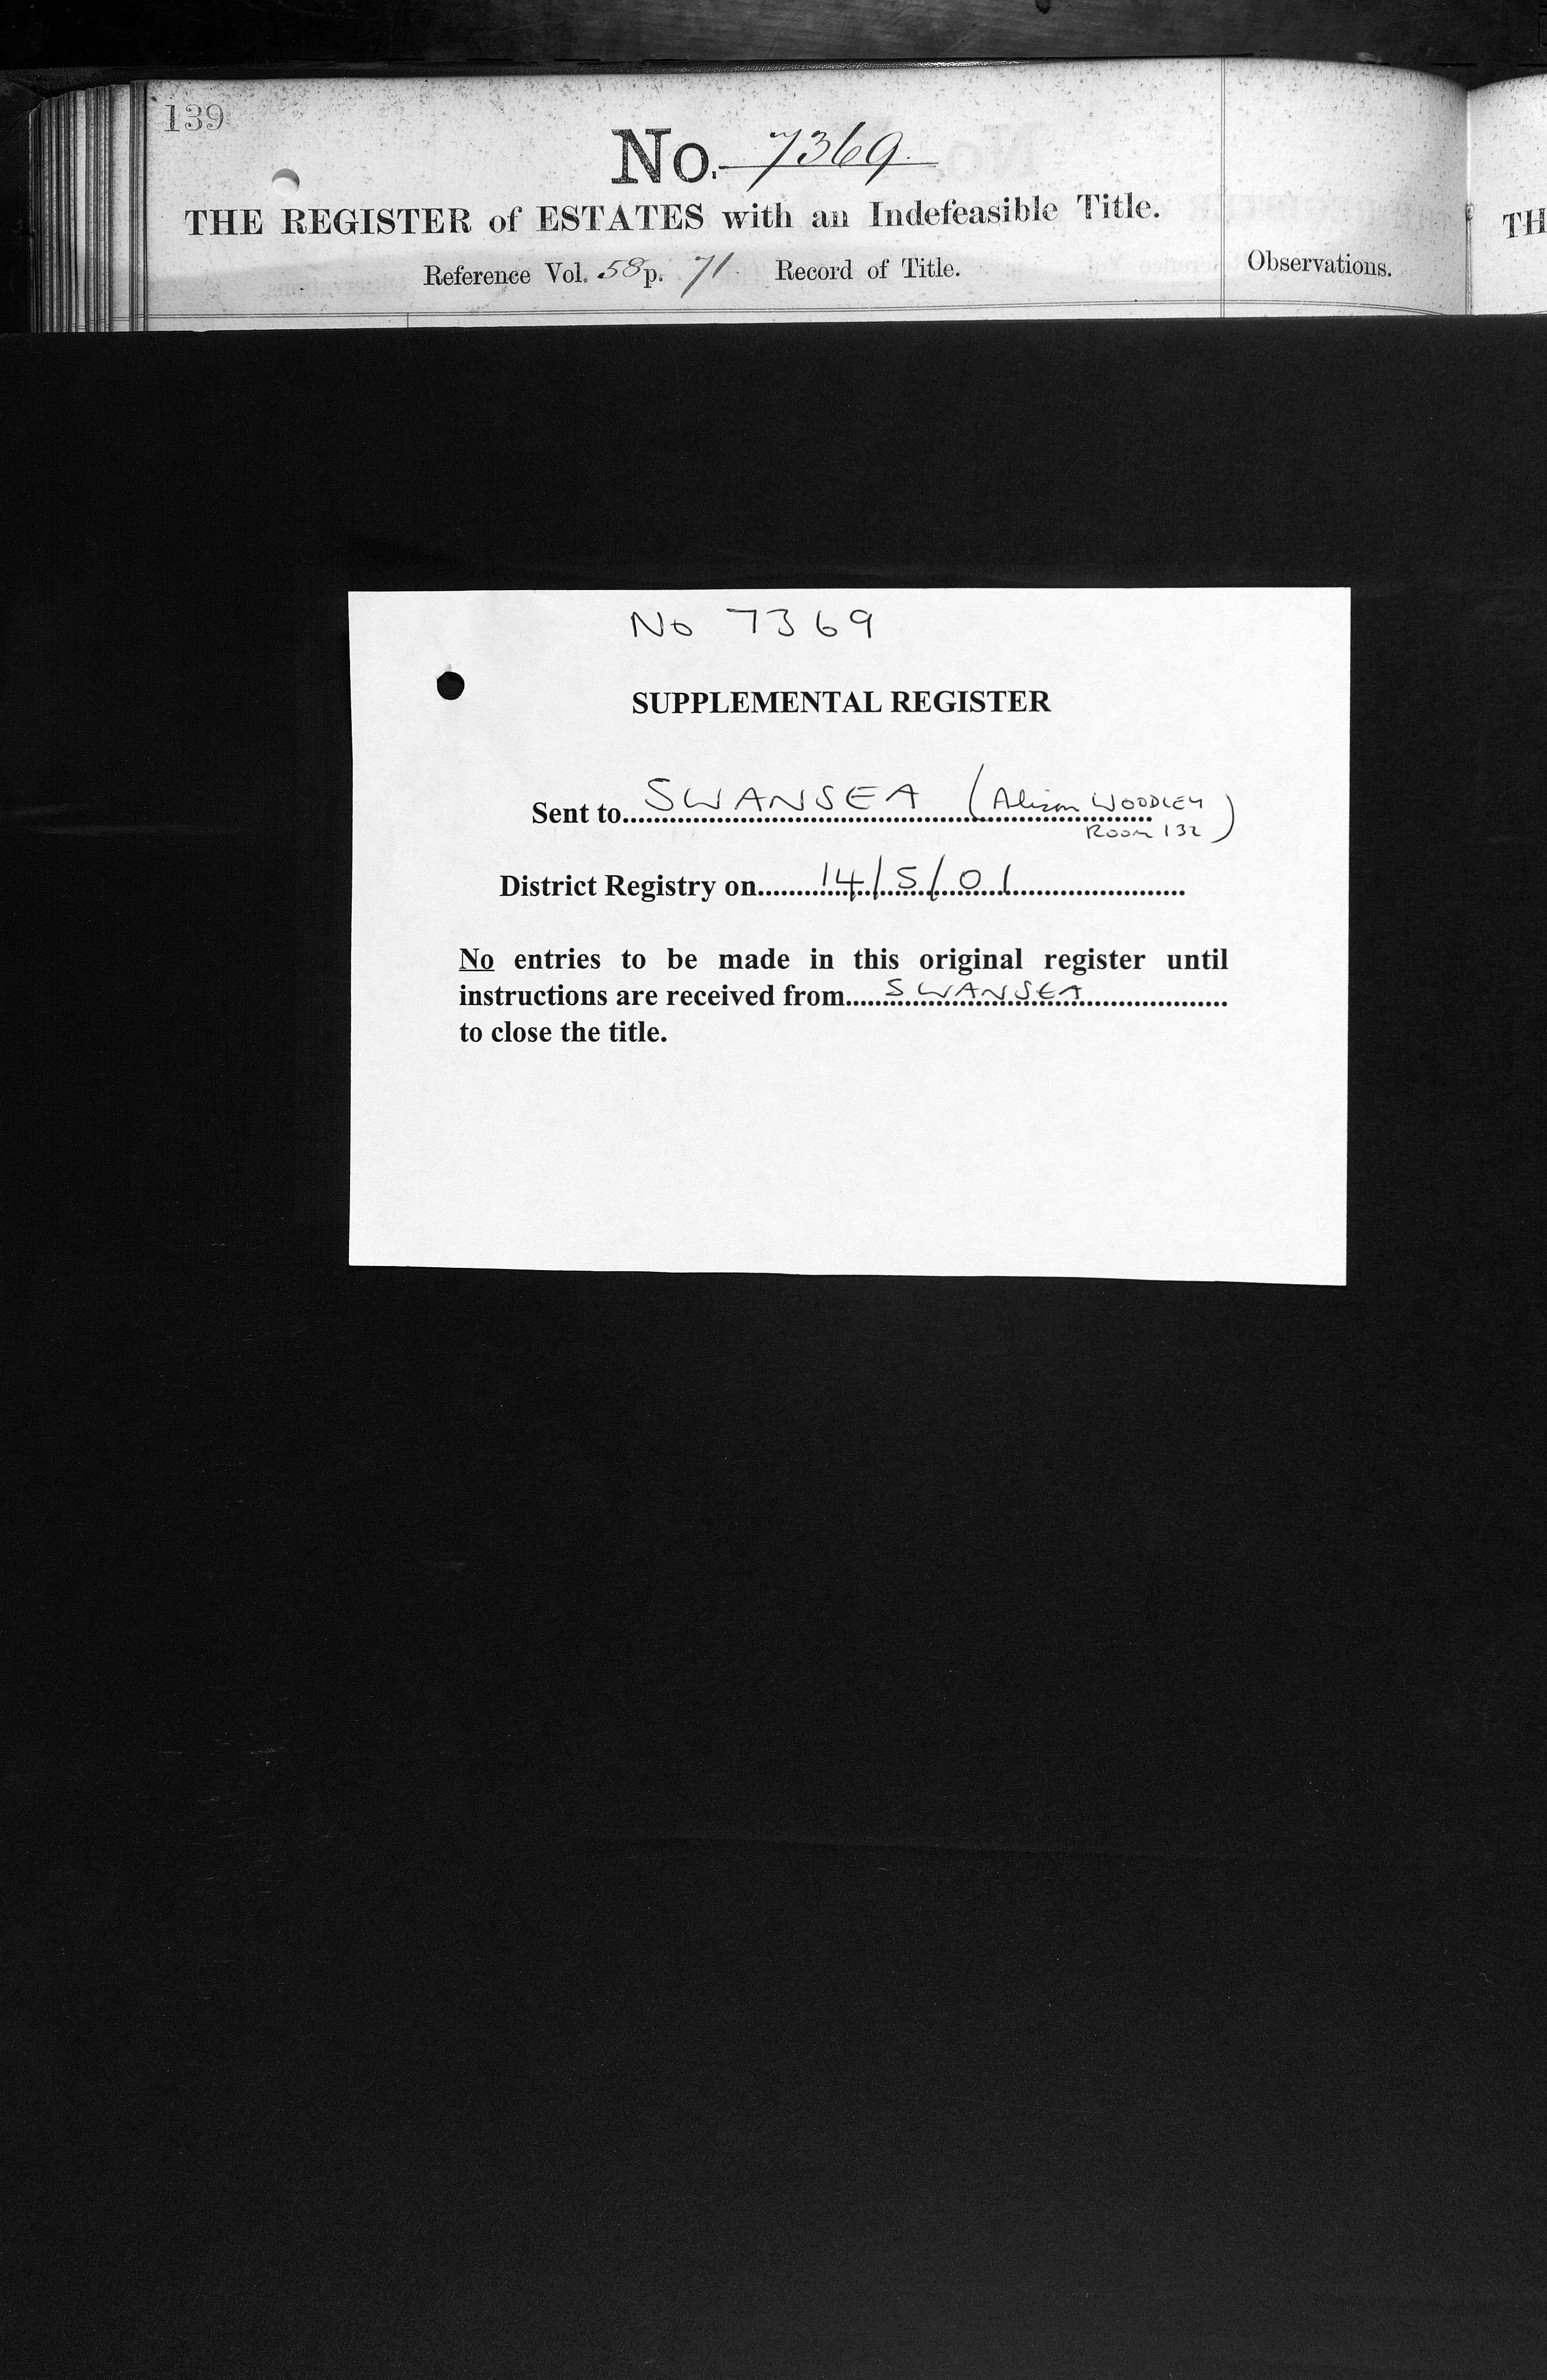 139
No. 7369.
THE REGISTER of ESTATES with an Indefeasible Title.
Reference Vol. 58 p. 71. Record of Title.
Observations.
TH
No 7369
SUPPLEMENTAL REGISTER
Sent to SWANSEA (Alison WOODLEY
Room 132)
District Registry on 14/5/01
No entries to be made in this original register until
instructions are received from SWANSEA
to close the title.